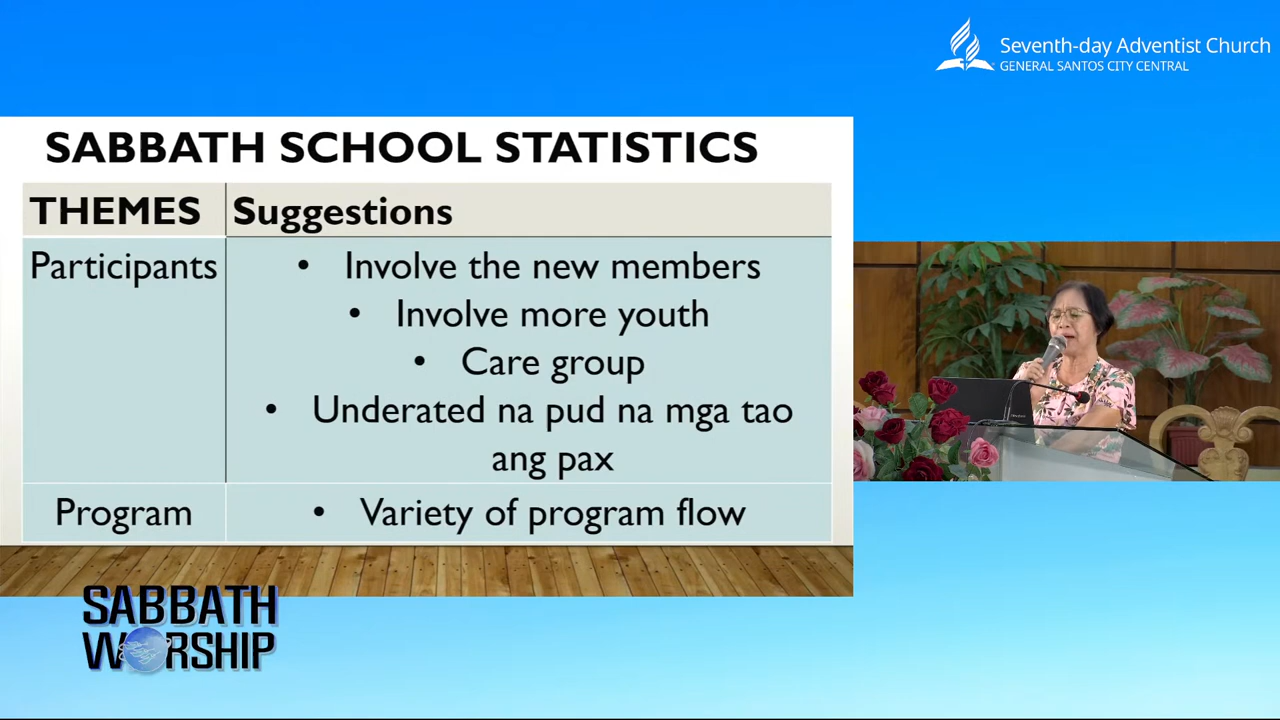 Seventh-day Adventist Church
GENERAL SANTOS CITY CENTRAL
SABBATH SCHOOL STATISTICS
THEMES
Suggestions
Participants
• Involve the new members
• Involve more youth
• Care group
• Underated na pud na mga tao
ang pax
Program
• Variety of program flow
SABBATH
WORSHIP